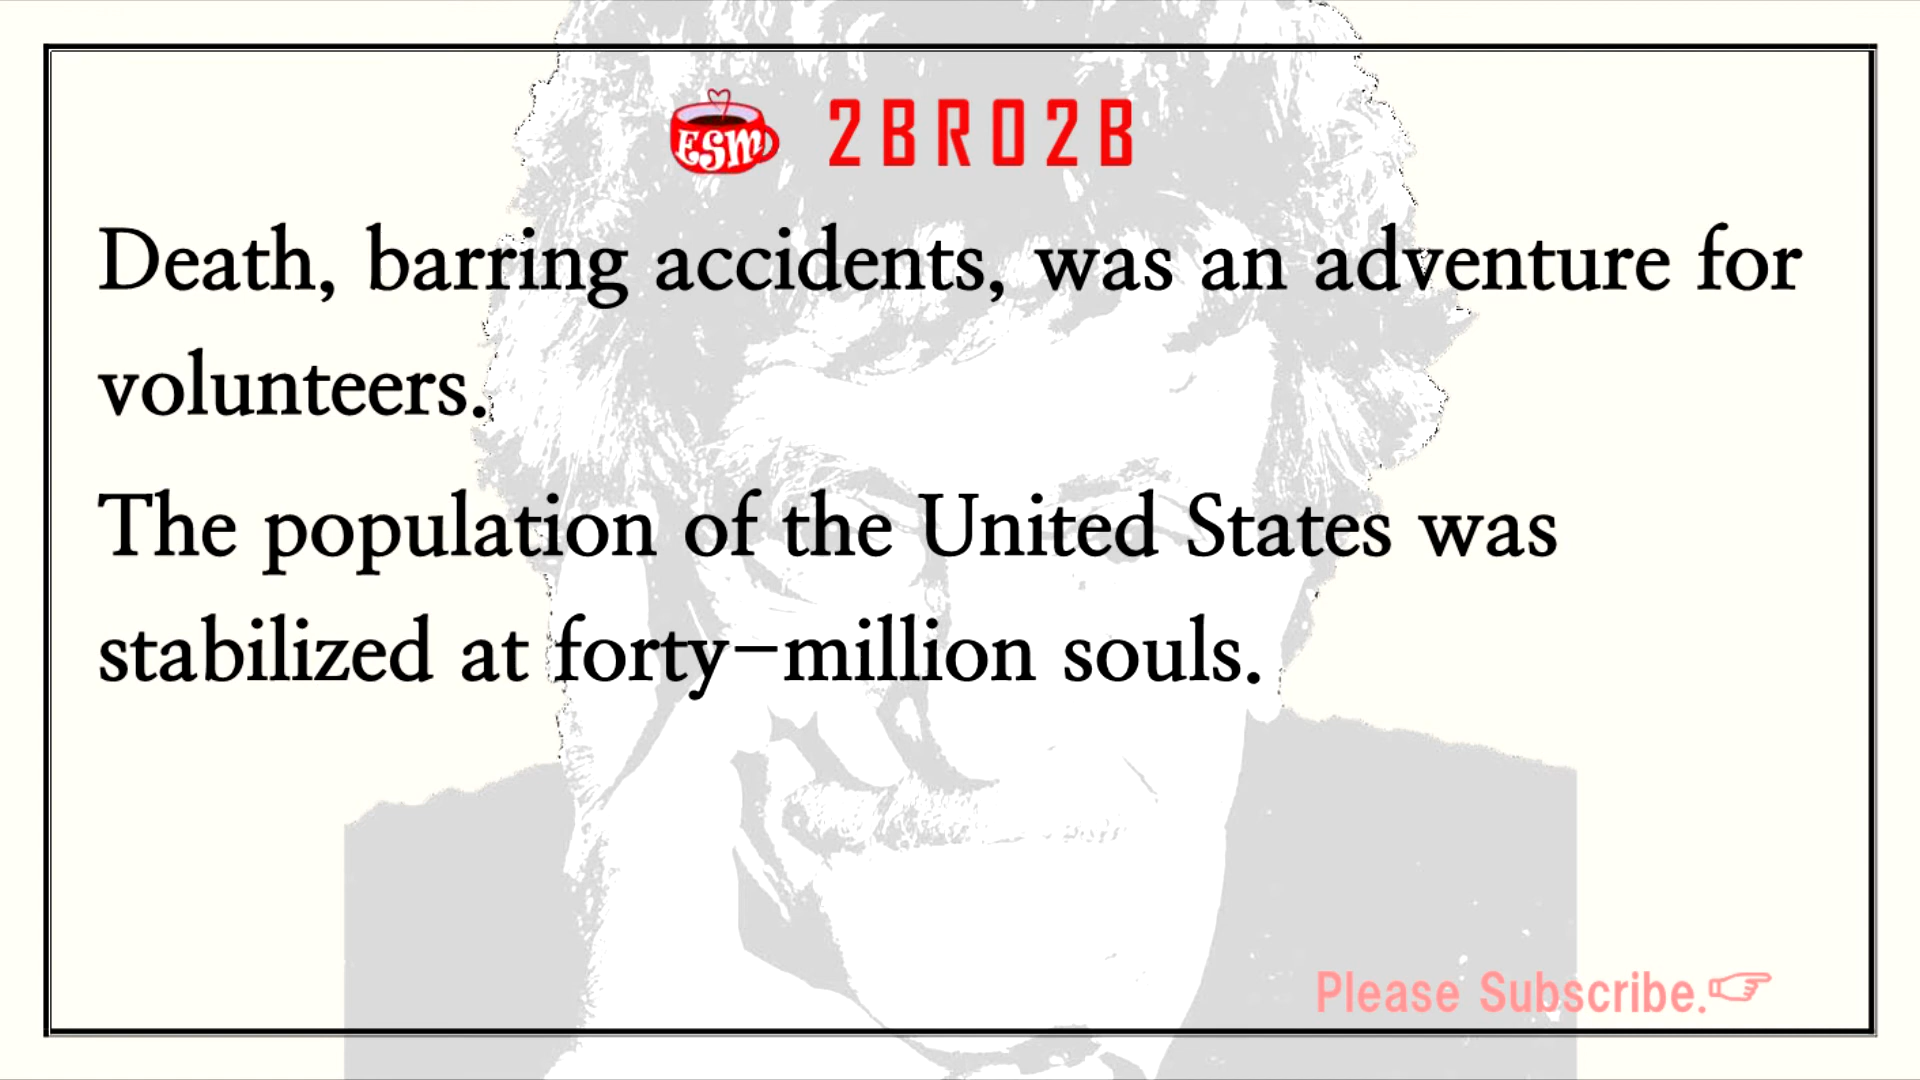 ESM 2BR02B
Death, barring accidents, was an adventure for
volunteers.
The population of the United States was
stabilized at forty-million souls.
Please Subscribe.